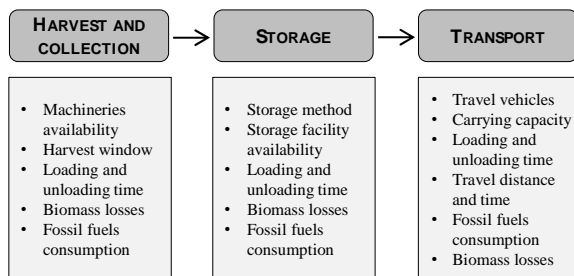 HARVEST AND
COLLECTION
STORAGE
TRANSPORT
• Machineries
availability
• Harvest window
• Loading and
unloading time
• Biomass losses
• Fossil fuels
consumption
• Storage method
• Storage facility
availability
• Loading and
unloading time
• Biomass losses
• Fossil fuels
consumption
• Travel vehicles
• Carrying capacity
• Loading and
unloading time
• Travel distance
and time
• Fossil fuels
consumption
• Biomass losses